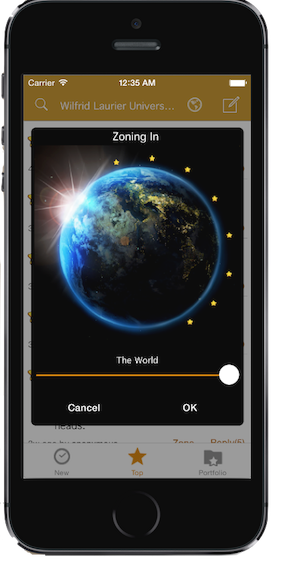 Carrier 12:35 AM
Wilfrid Laurier Univers...
Zoning In
The World
Cancel OK
heads.
Zone Reply(5)
New Top Portfolio